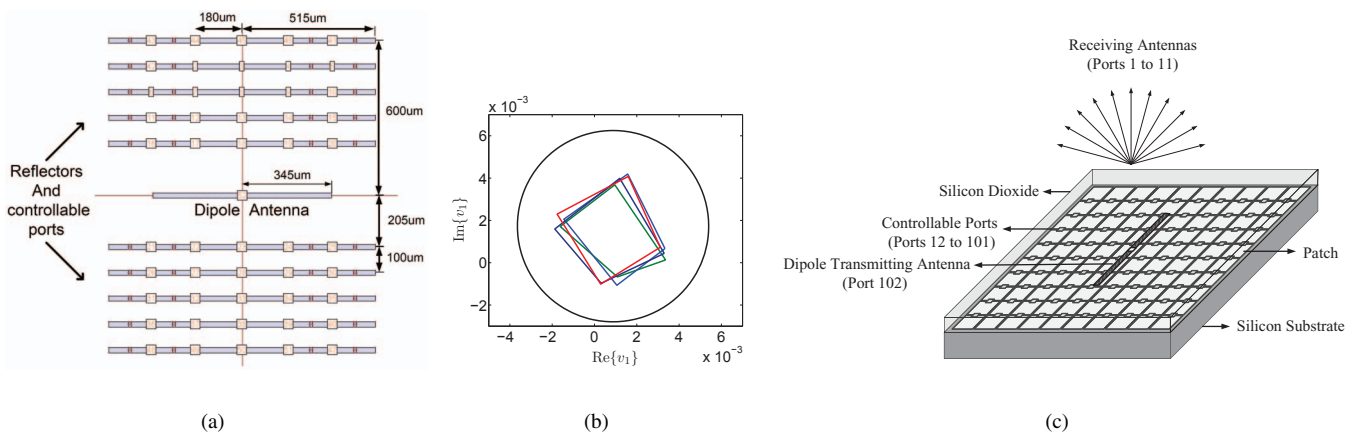 180um
515um
600um
Reflectors
And
controllable
ports
345um
Dipole Antenna
205um
100um
(a)
x 10⁻³
6
4
2
0
−2
Im{v₁}
−4 −2 0 2 4 6
x 10⁻³
Re{v₁}
(b)
Receiving Antennas
(Ports 1 to 11)
Silicon Dioxide
Controllable Ports
(Ports 12 to 101)
Dipole Transmitting Antenna
(Port 102)
Patch
Silicon Substrate
(c)